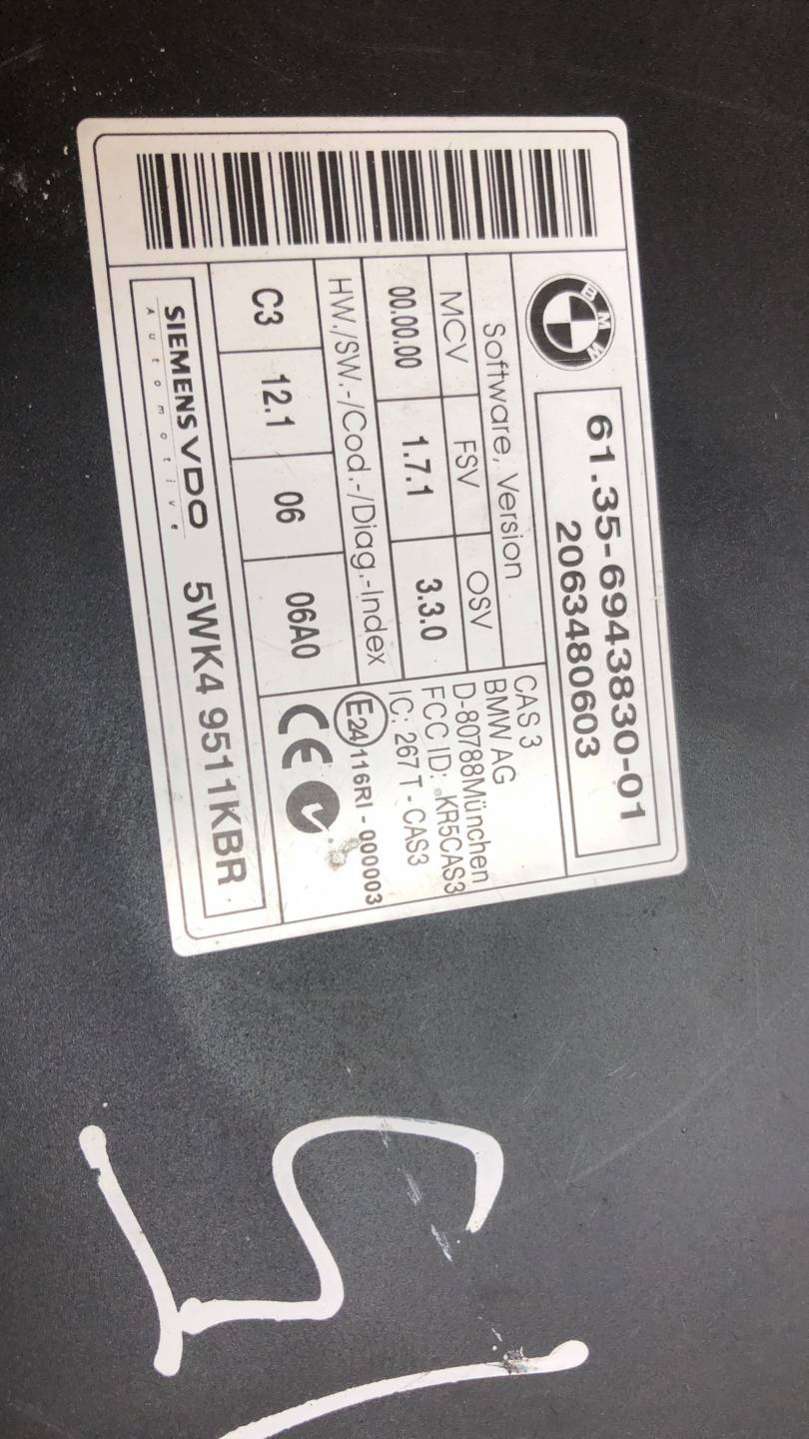 BMW
61.35-6943830-01
2063480603
Software, Version
MCV FSV OSV
00.00.00 1.7.1 3.3.0
HW./SW.-/Cod.-/Diag.-Index
C3 12.1 06 06A0
CAS 3
BMW AG
D-80788München
FCC ID: KR5CAS3
IC: 267 T - CAS3
E24 116RI - 000003
CE
SIEMENS VDO 5WK4 9511KBR
Automotive